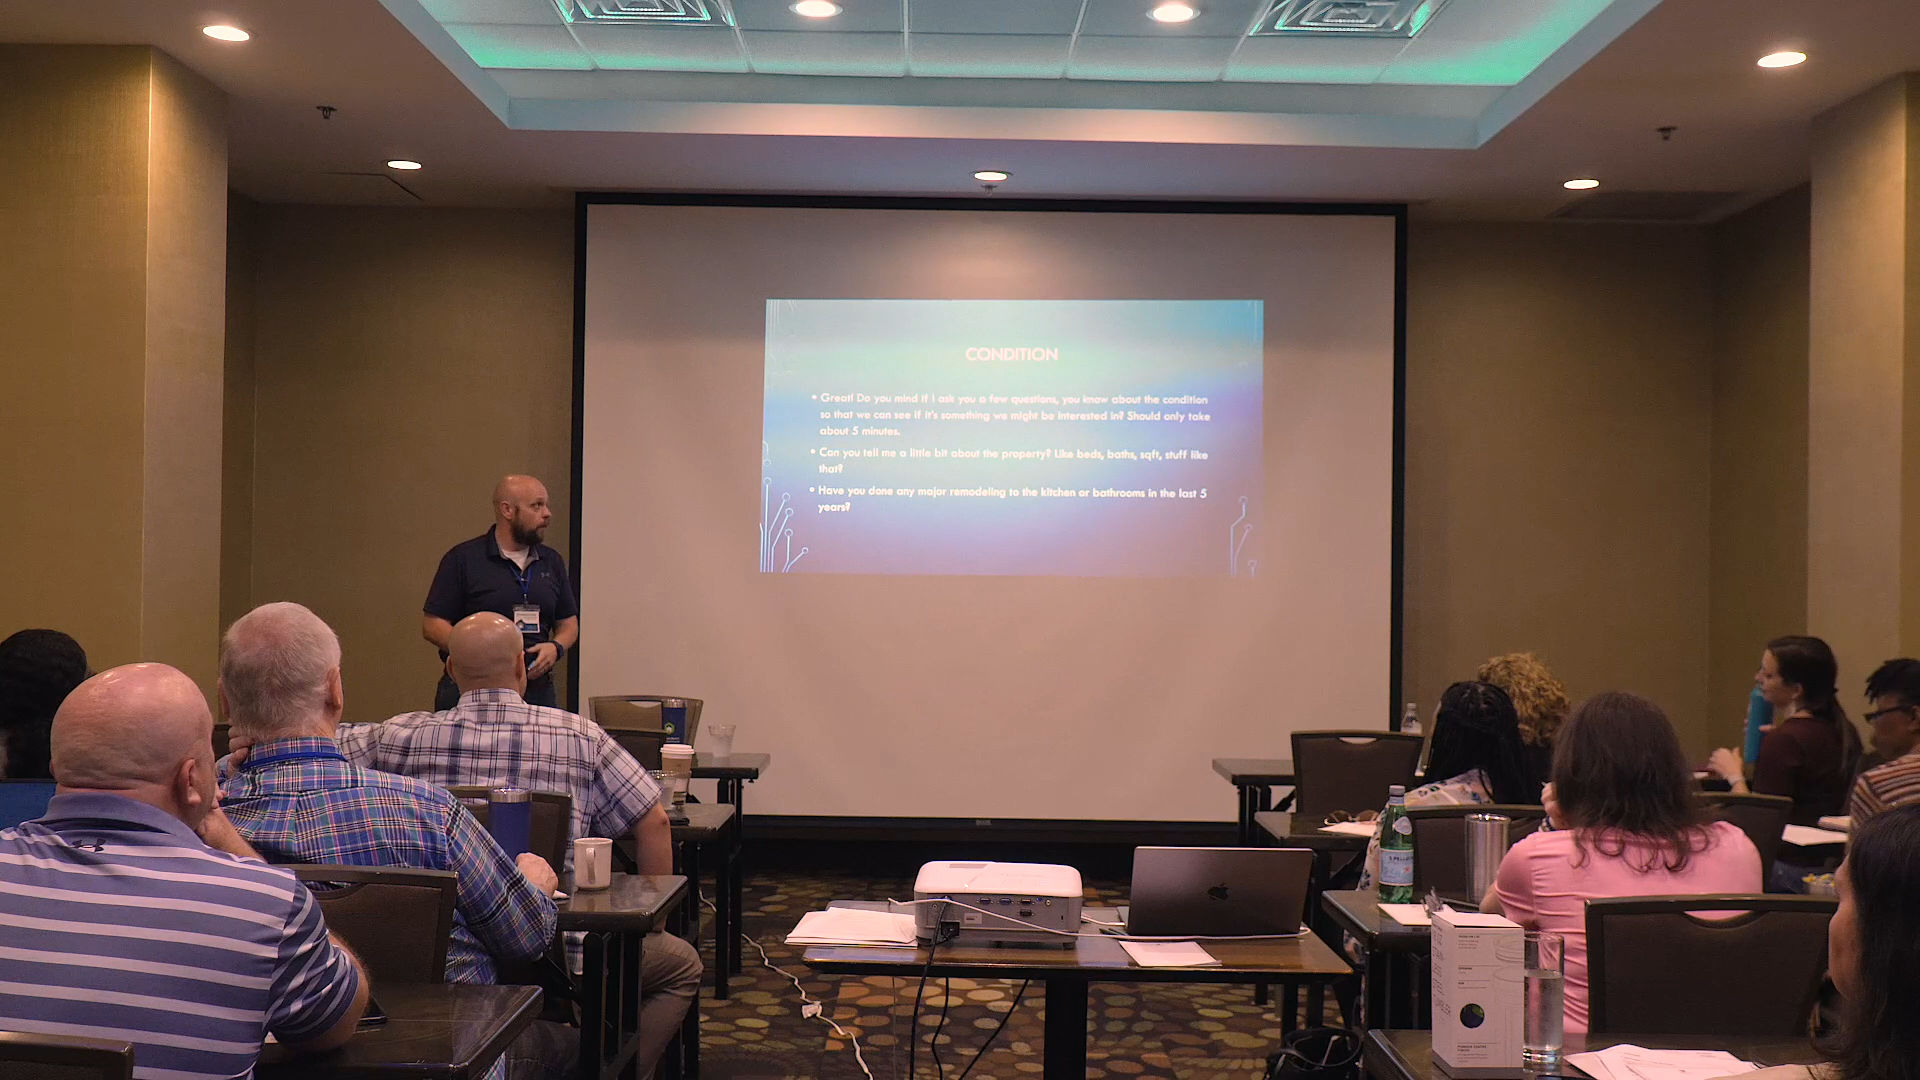 CONDITION
• Great! Do you mind if I ask you a few questions, you know about the condition
so that we can see if it's something we might be interested in? Should only take
about 5 minutes.
• Can you tell me a little bit about the property? Like beds, baths, sqft, stuff like
that?
• Have you done any major remodeling to the kitchen or bathrooms in the last 5
years?
S.PELLEGRINO